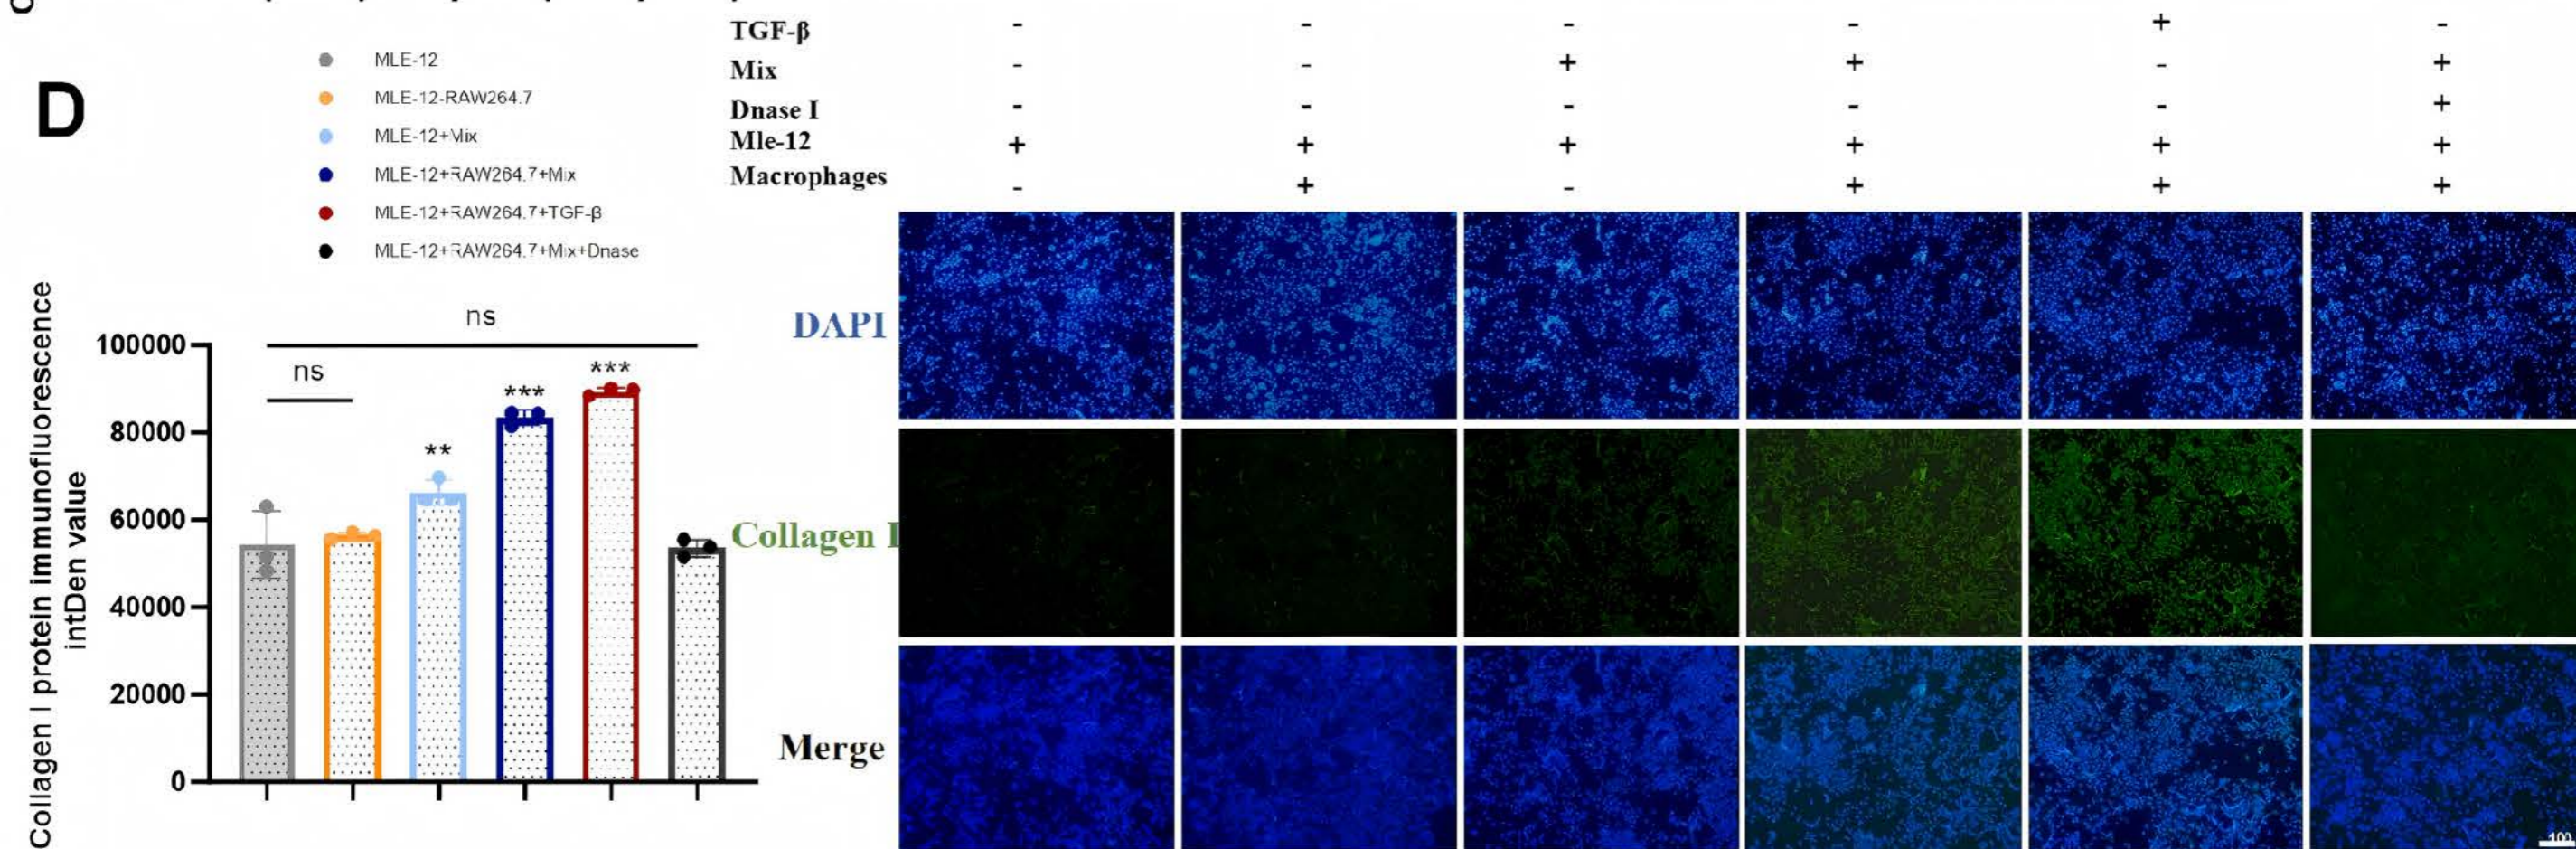 D
MLE-12
MLE-12-RAW264.7
MLE-12+Mix
MLE-12+RAW264.7+Mix
MLE-12+RAW264.7+TGF-β
MLE-12+RAW264.7+Mix+Dnase
Collagen I protein immunofluorescence
intDen value
100000
80000
60000
40000
20000
0
ns
ns
**
***
***
TGF-β - - - - + -
Mix - - + + - +
Dnase I - - - - - +
Mle-12 + + + + + +
Macrophages - + - + + +
DAPI
Collagen I
Merge
100